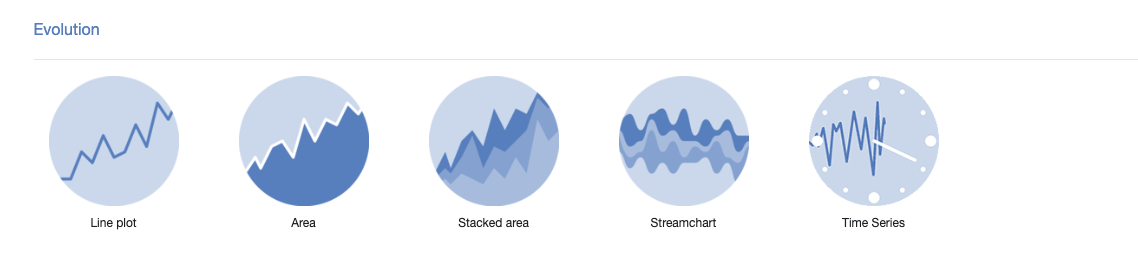 Evolution
Line plot
Area
Stacked area
Streamchart
Time Series